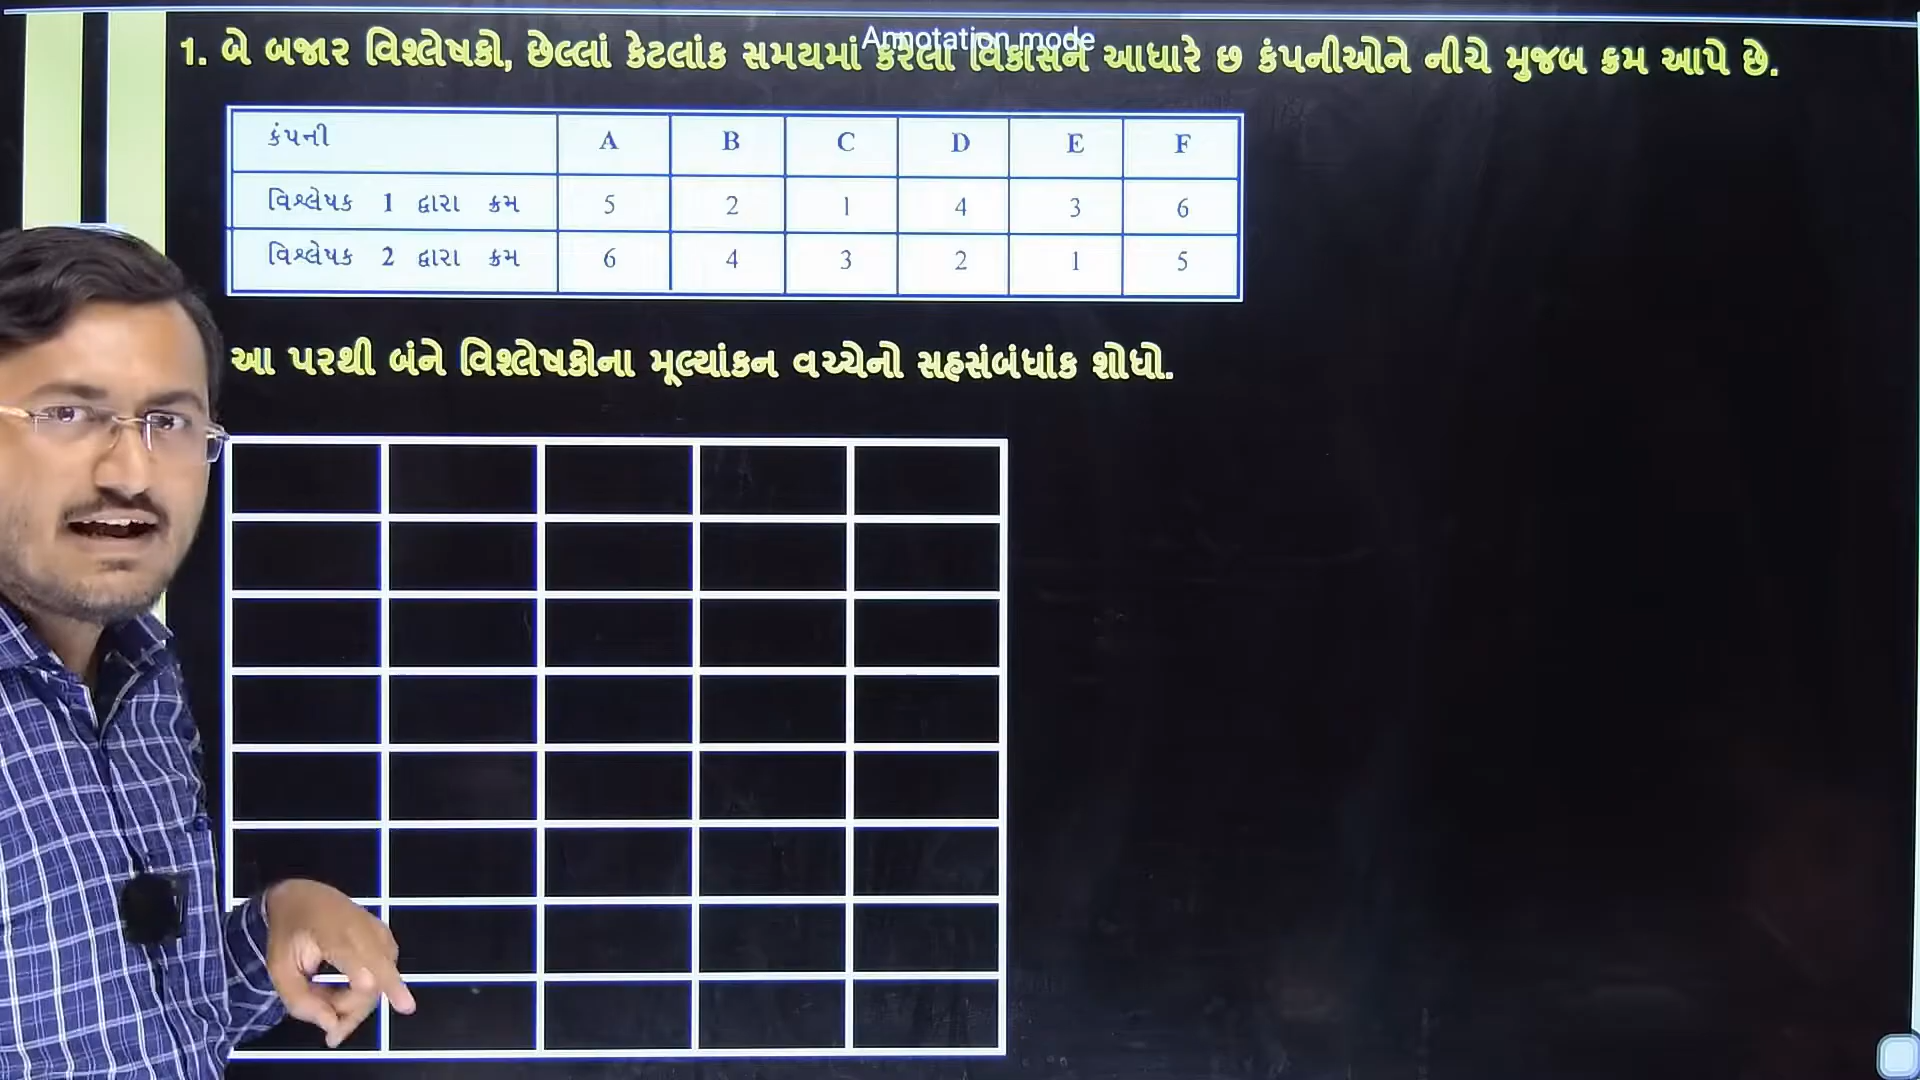 Annotation mode
1. બે બજાર વિશ્લેષકો, છેલ્લાં કેટલાંક સમયમાં કરેલા વિકાસને આધારે છ કંપનીઓને નીચે મુજબ ક્રમ આપે છે.
કંપની A B C D E F
વિશ્લેષક 1 દ્વારા ક્રમ 5 2 1 4 3 6
વિશ્લેષક 2 દ્વારા ક્રમ 6 4 3 2 1 5
આ પરથી બંને વિશ્લેષકોના મૂલ્યાંકન વચ્ચેનો સહસંબંધાંક શોધો.